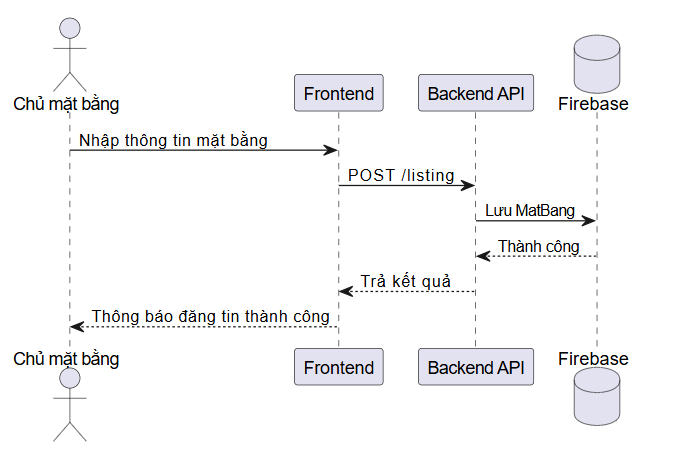 Chủ mặt bằng
Frontend
Backend API
Firebase
Nhập thông tin mặt bằng
POST /listing
Lưu MatBang
Thành công
Trả kết quả
Thông báo đăng tin thành công
Chủ mặt bằng
Frontend
Backend API
Firebase